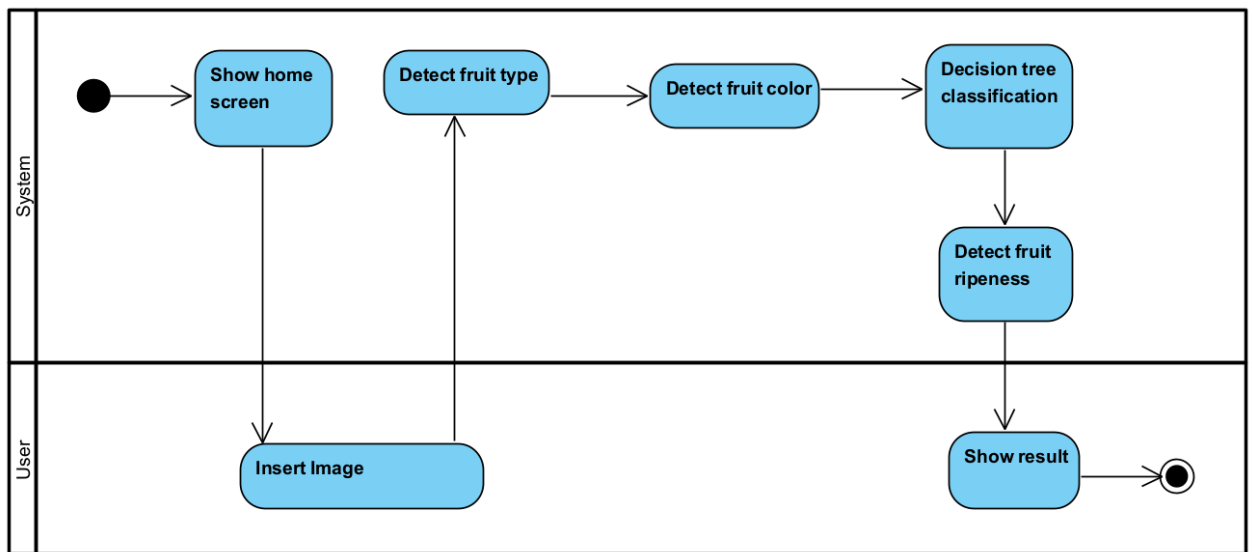 System
Show home
screen
Detect fruit type
Detect fruit color
Decision tree
classification
Detect fruit
ripeness
User
Insert Image
Show result